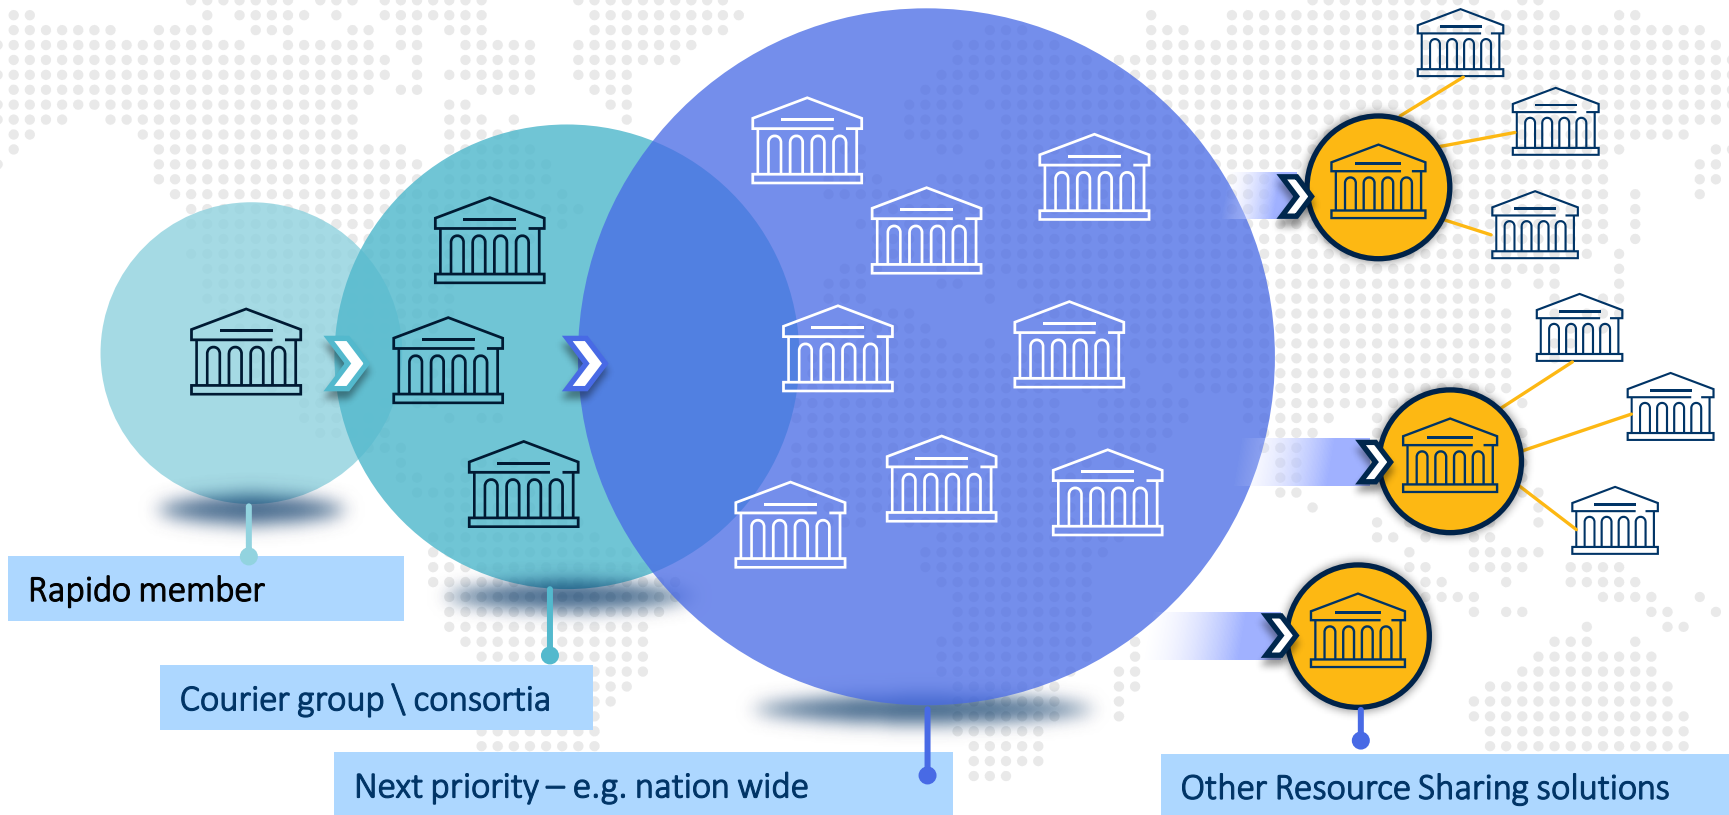 Rapido member
Courier group \ consortia
Next priority – e.g. nation wide
Other Resource Sharing solutions